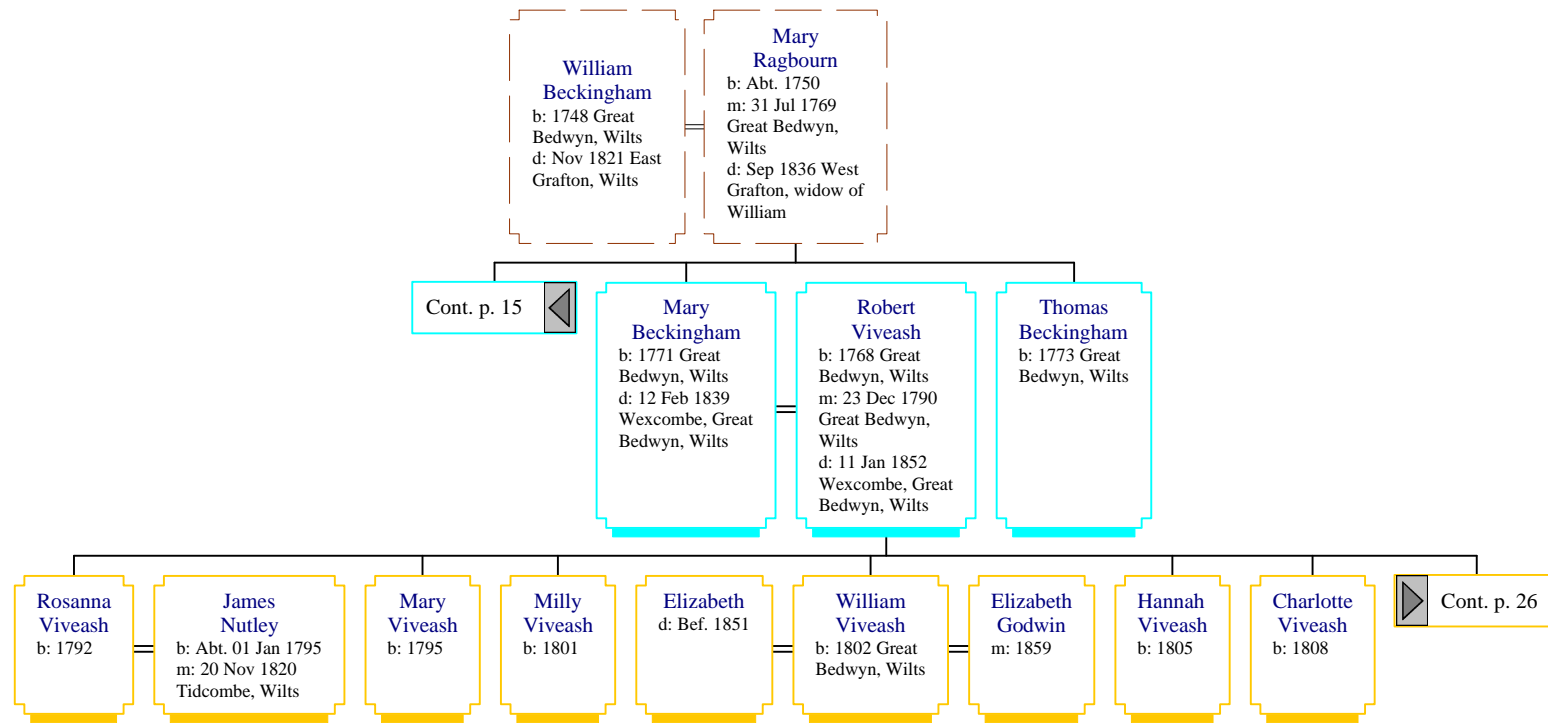 William
Beckingham
b: 1748 Great
Bedwyn, Wilts
d: Nov 1821 East
Grafton, Wilts
Mary
Ragbourn
b: Abt. 1750
m: 31 Jul 1769
Great Bedwyn,
Wilts
d: Sep 1836 West
Grafton, widow of
William
Cont. p. 15
Mary
Beckingham
b: 1771 Great
Bedwyn, Wilts
d: 12 Feb 1839
Wexcombe, Great
Bedwyn, Wilts
Robert
Viveash
b: 1768 Great
Bedwyn, Wilts
m: 23 Dec 1790
Great Bedwyn,
Wilts
d: 11 Jan 1852
Wexcombe, Great
Bedwyn, Wilts
Thomas
Beckingham
b: 1773 Great
Bedwyn, Wilts
Rosanna
Viveash
b: 1792
James
Nutley
b: Abt. 01 Jan 1795
m: 20 Nov 1820
Tidcombe, Wilts
Mary
Viveash
b: 1795
Milly
Viveash
b: 1801
Elizabeth
d: Bef. 1851
William
Viveash
b: 1802 Great
Bedwyn, Wilts
Elizabeth
Godwin
m: 1859
Hannah
Viveash
b: 1805
Charlotte
Viveash
b: 1808
Cont. p. 26